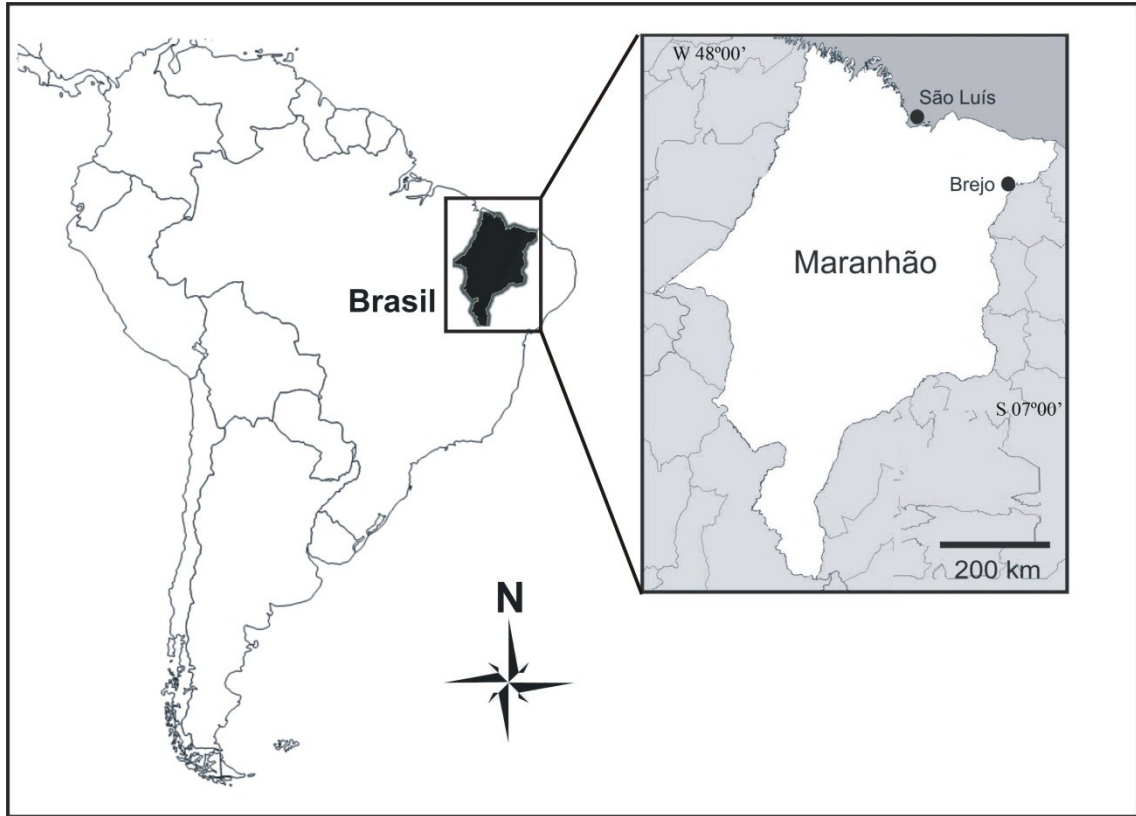 W 48º00’
São Luís
Brejo
Maranhão
Brasil
S 07º00’
200 km
N